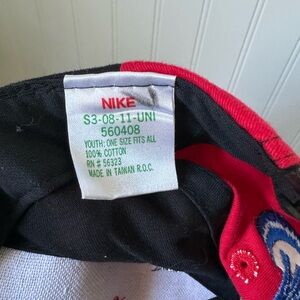 NIKE
S3-08-11-UNI
560408
YOUTH: ONE SIZE FITS ALL
100% COTTON
RN # 56323
MADE IN TAIWAN R.O.C.